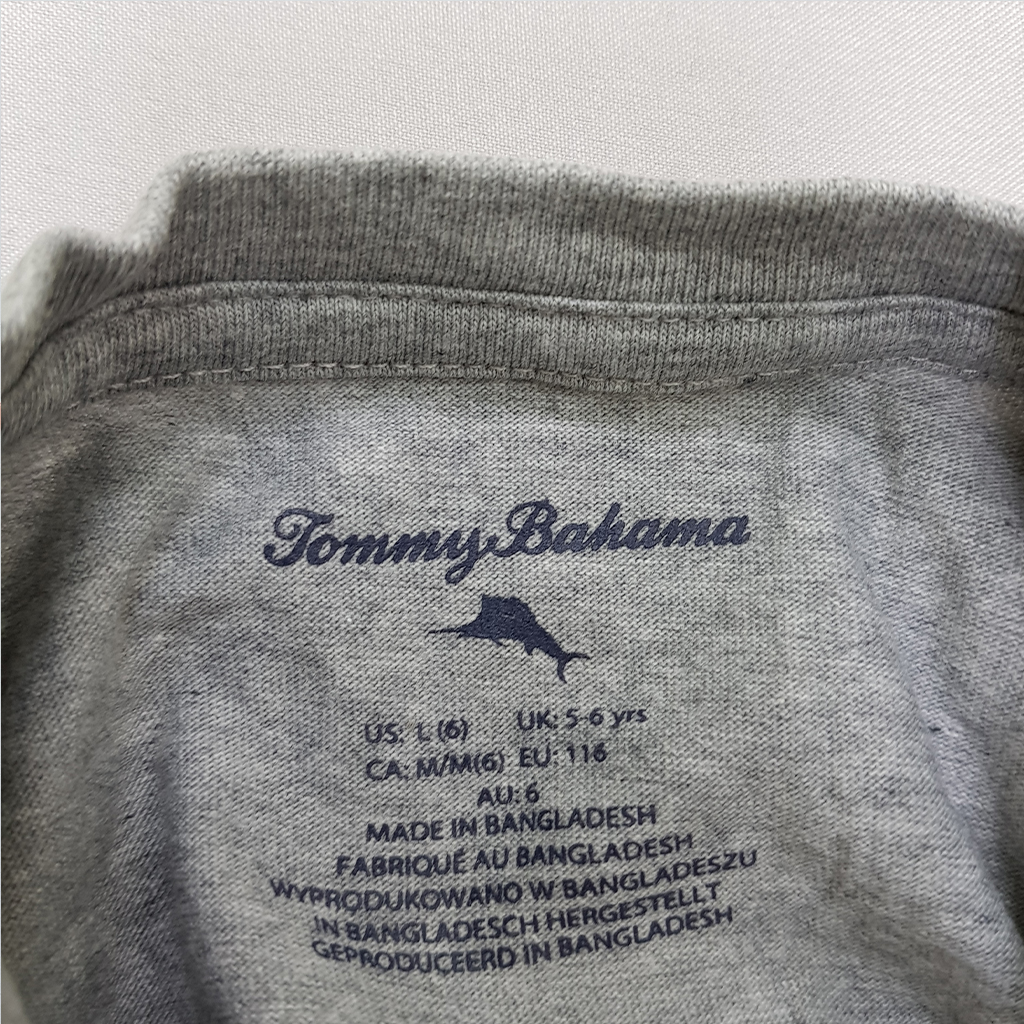 Tommy Bahama
US: L (6) UK: 5-6 yrs
CA: M/M(6) EU: 116
AU: 6
MADE IN BANGLADESH
FABRIQUÉ AU BANGLADESH
WYPRODUKOWANO W BANGLADESZU
IN BANGLADESCH HERGESTELLT
GEPRODUCEERD IN BANGLADESH